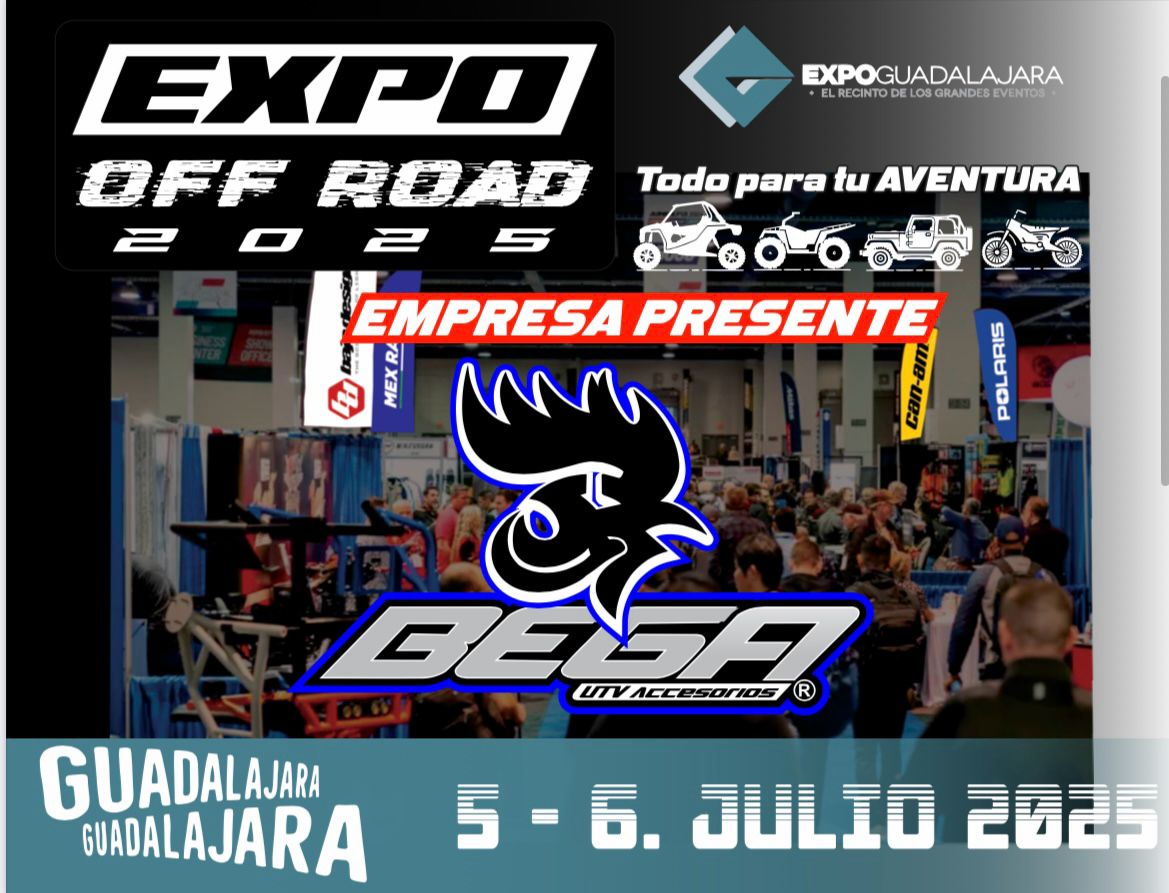 EXPO
OFF ROAD
2025
EXPOGUADALAJARA
• EL RECINTO DE LOS GRANDES EVENTOS •
Todo para tu AVENTURA
EMPRESA PRESENTE
MEX RA
can-am
POLARIS
BEGA
UTV ACCESORIOS ®
GUADALAJARA
GUADALAJARA
5 - 6. JULIO 2025